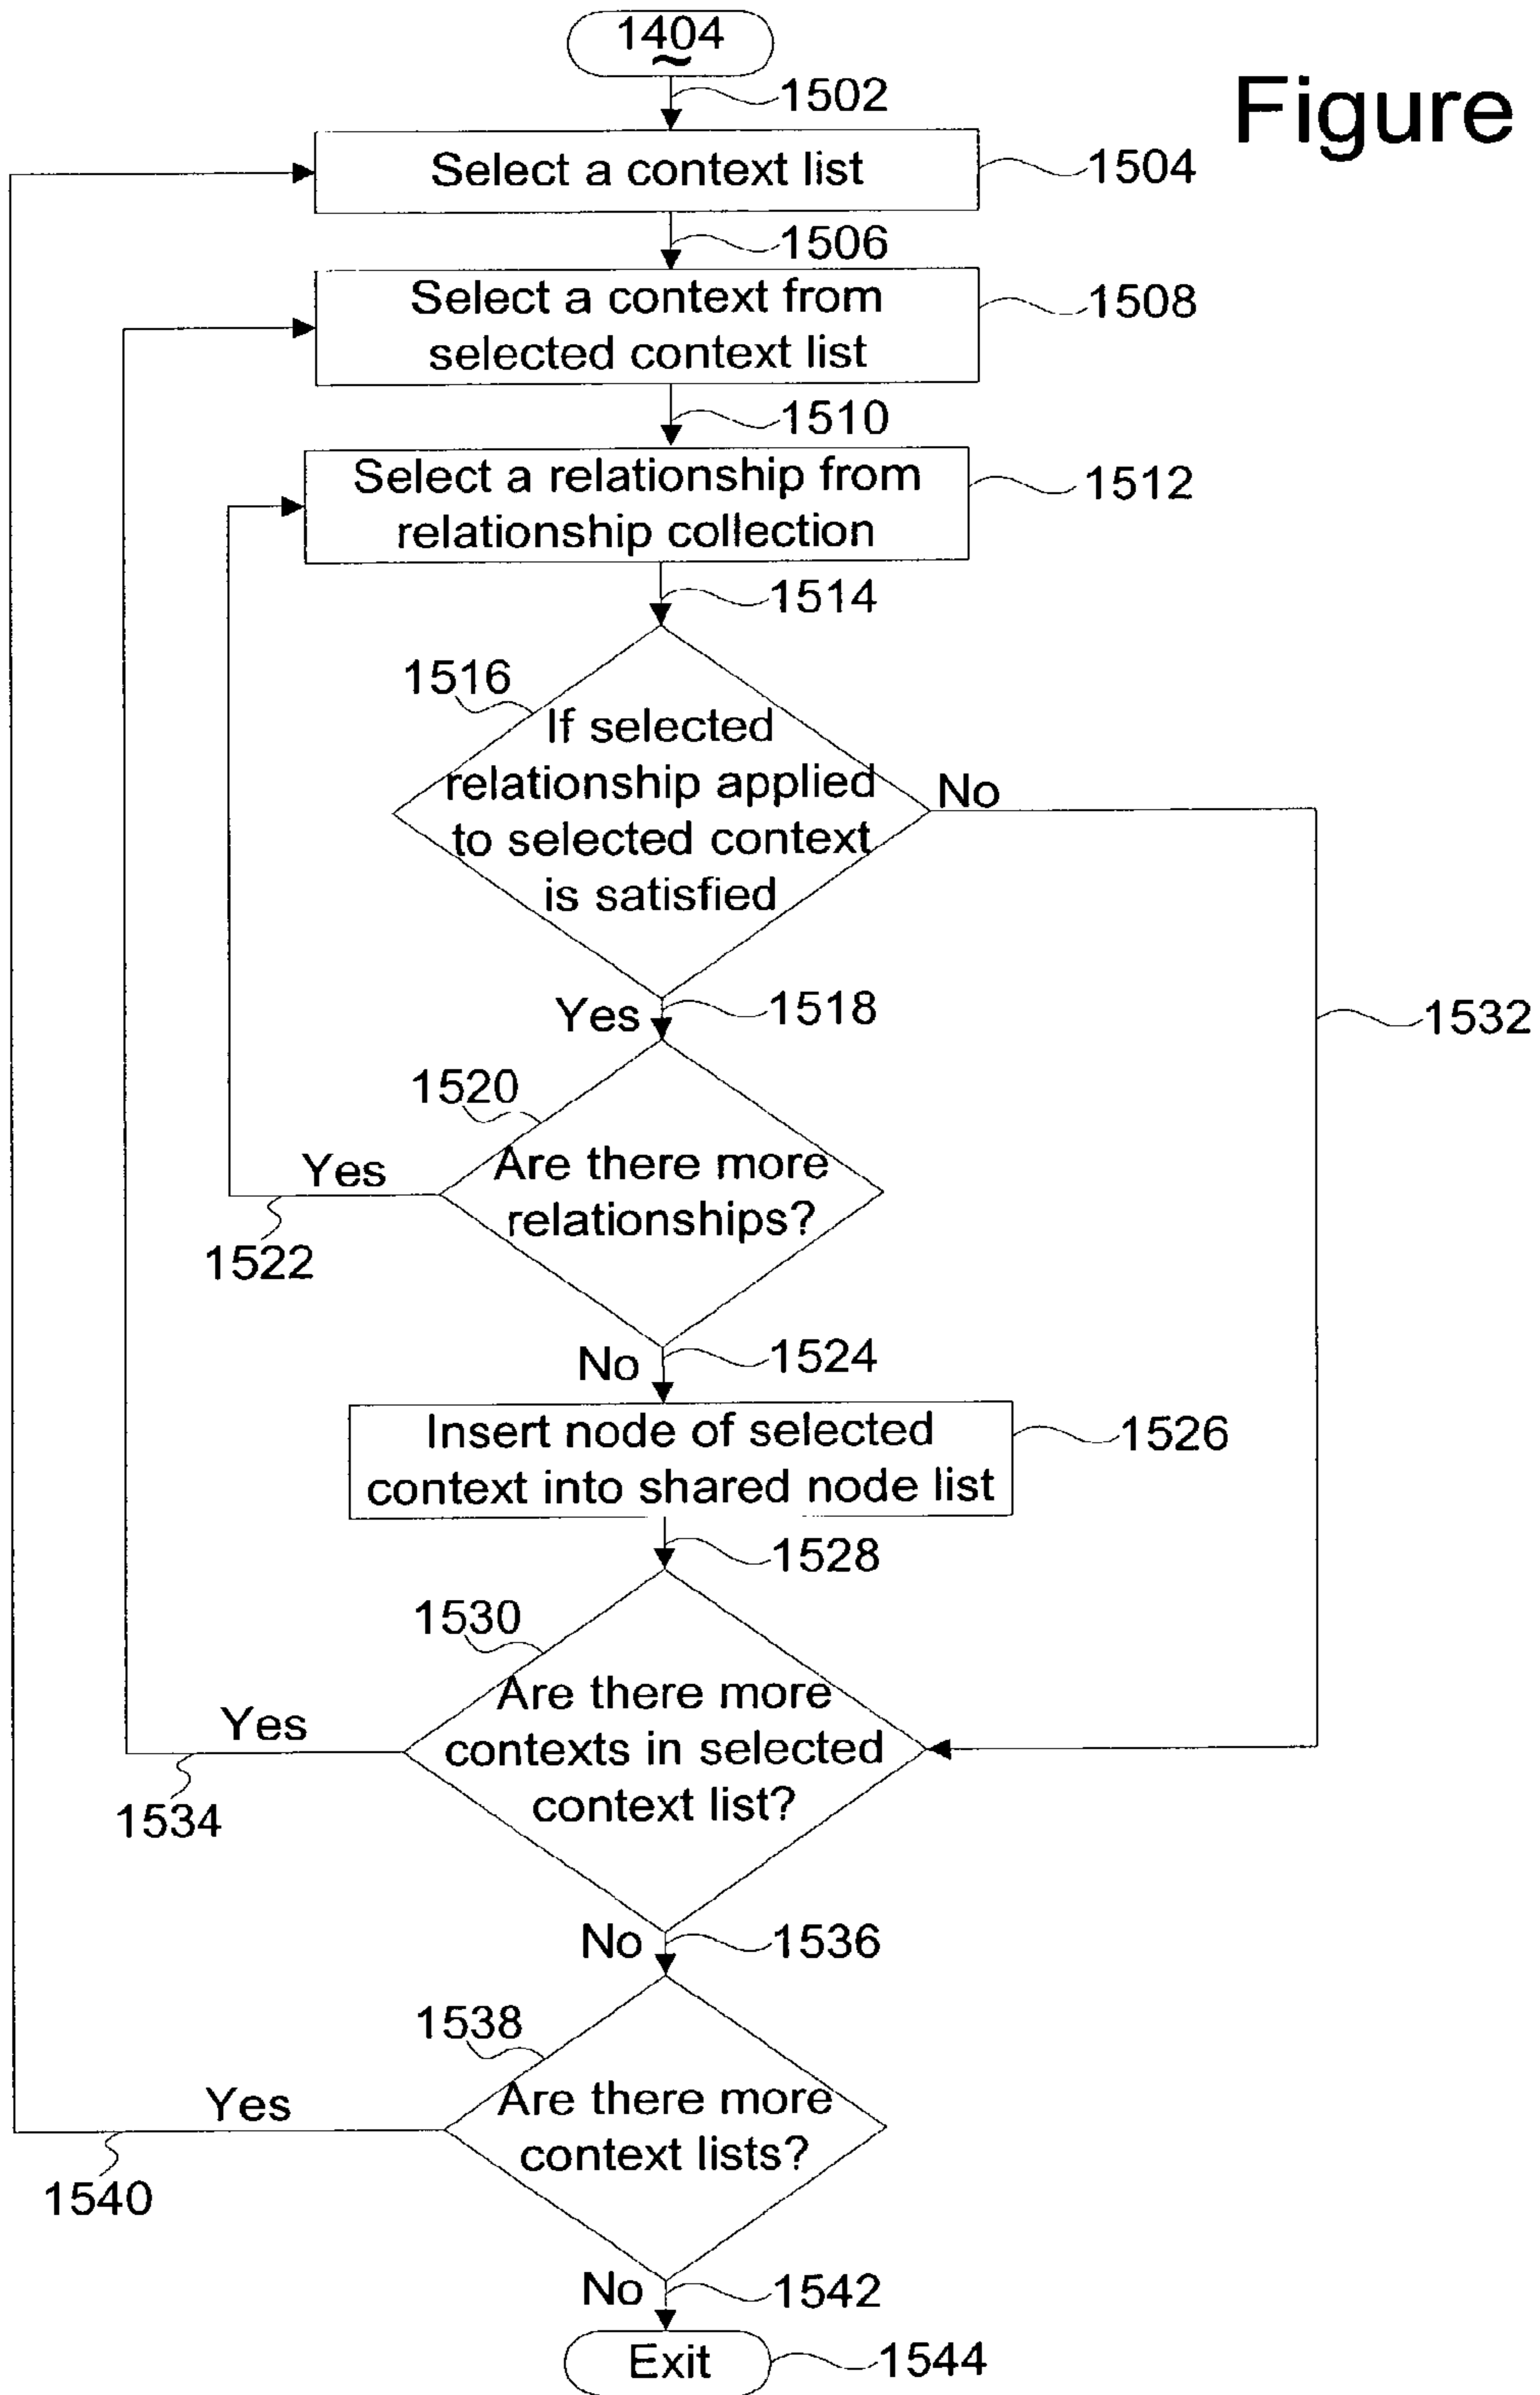 1404
1502
Figure
Select a context list
1504
1506
Select a context from
selected context list
1508
1510
Select a relationship from
relationship collection
1512
1514
1516
If selected
relationship applied
to selected context
is satisfied
No
1532
Yes
1518
1520
Are there more
relationships?
Yes
1522
No
1524
Insert node of selected
context into shared node list
1526
1528
1530
Are there more
contexts in selected
context list?
Yes
1534
No
1536
1538
Are there more
context lists?
Yes
1540
No
1542
Exit
1544